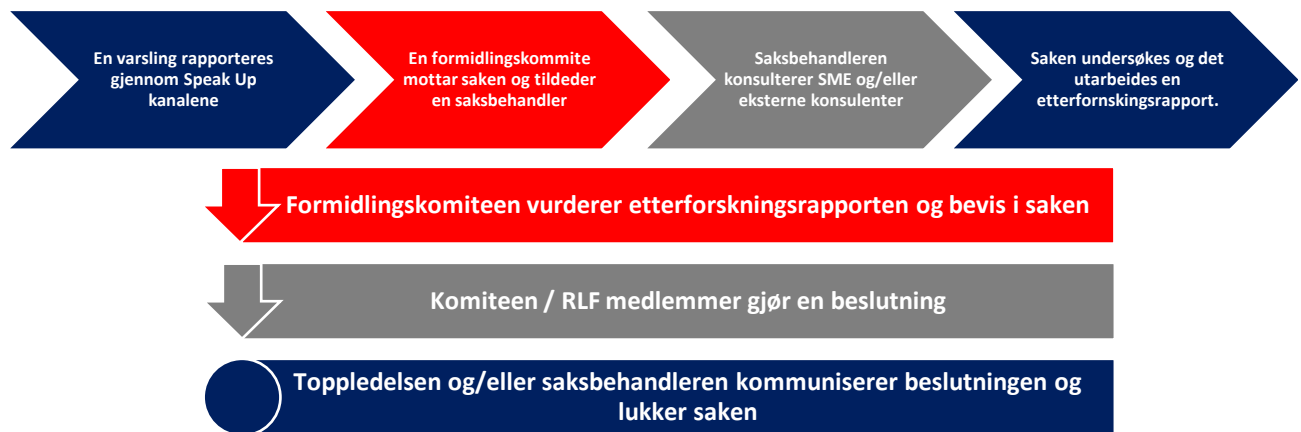 En varsling rapporteres
gjennom Speak Up
kanalene
En formidlingskommite
mottar saken og tildeder
en saksbehandler
Saksbehandleren
konsulterer SME og/eller
eksterne konsulenter
Saken undersøkes og det
utarbeides en
etterfornskingsrapport.
Formidlingskomiteen vurderer etterforskningsrapporten og bevis i saken
Komiteen / RLF medlemmer gjør en beslutning
Toppledelsen og/eller saksbehandleren kommuniserer beslutningen og
lukker saken